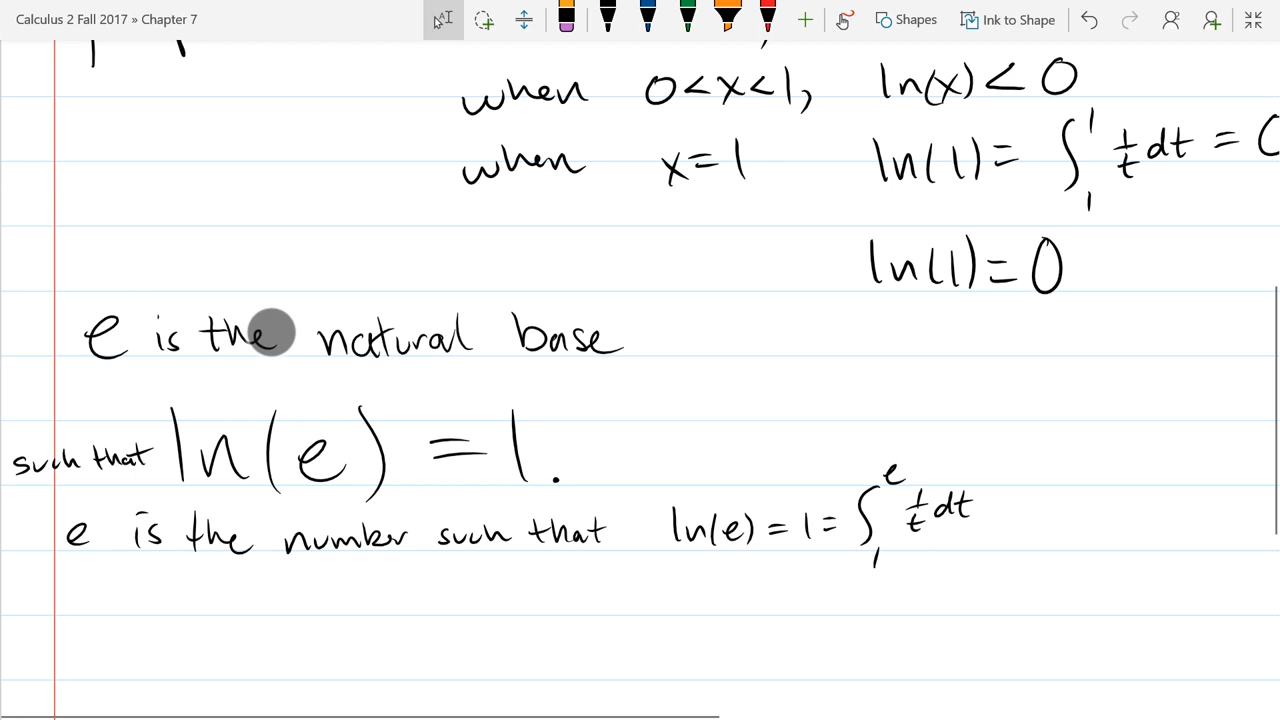 Calculus 2 Fall 2017 » Chapter 7
Shapes
Ink to Shape
when 0<x<1, ln(x)<0
when x=1 ln(1)= ∫₁¹ 1/t dt =
ln(1)=0
e is the natural base
such that ln(e)=1.
e is the number such that ln(e)=1=∫₁ᵉ 1/t dt